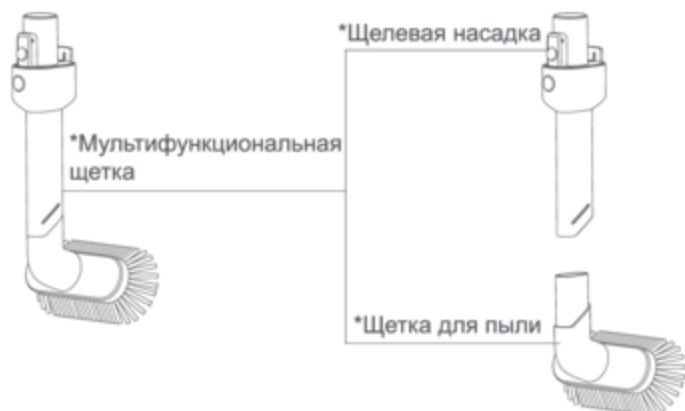 *Щелевая насадка
*Мультифункциональная
щетка
*Щетка для пыли